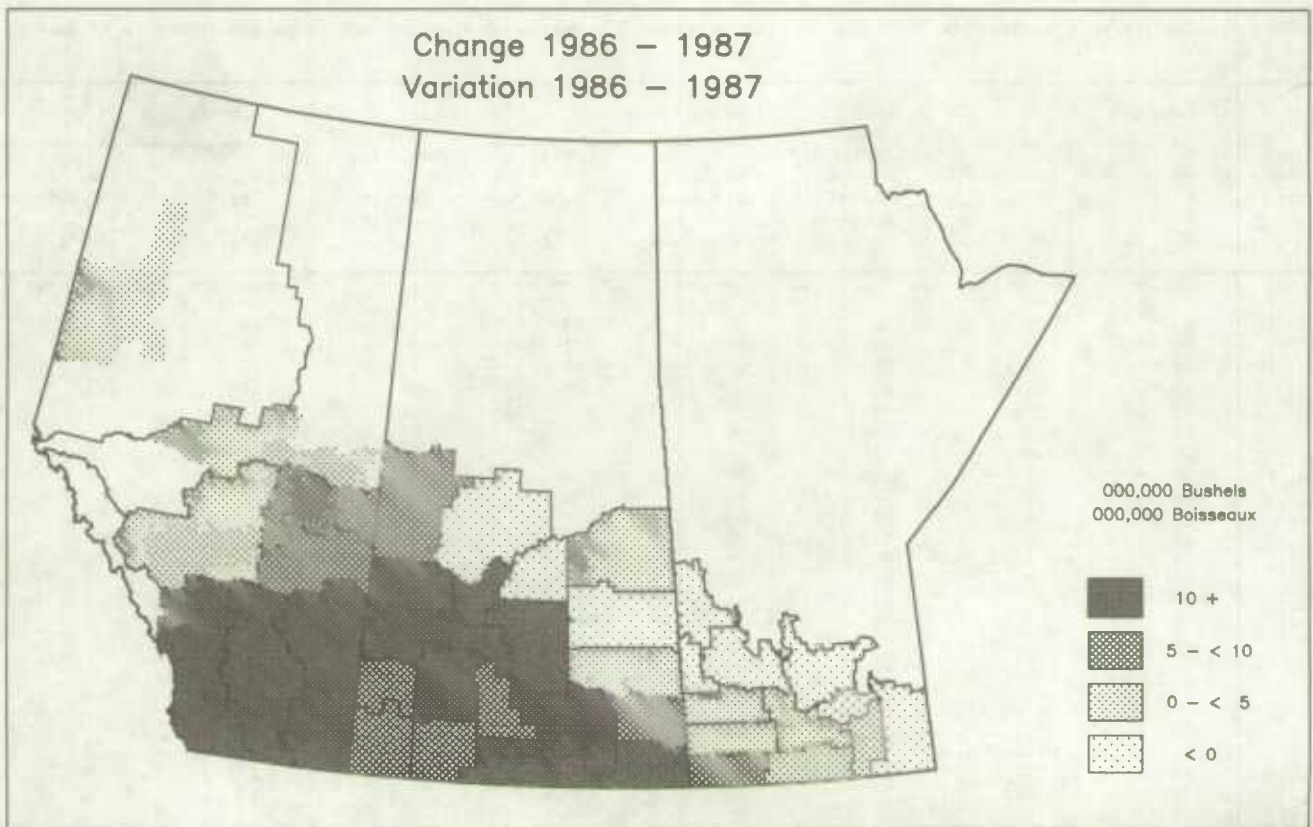 Change 1986 – 1987
Variation 1986 – 1987
000,000 Bushels
000,000 Boisseaux
10 +
5 – < 10
0 – < 5
< 0